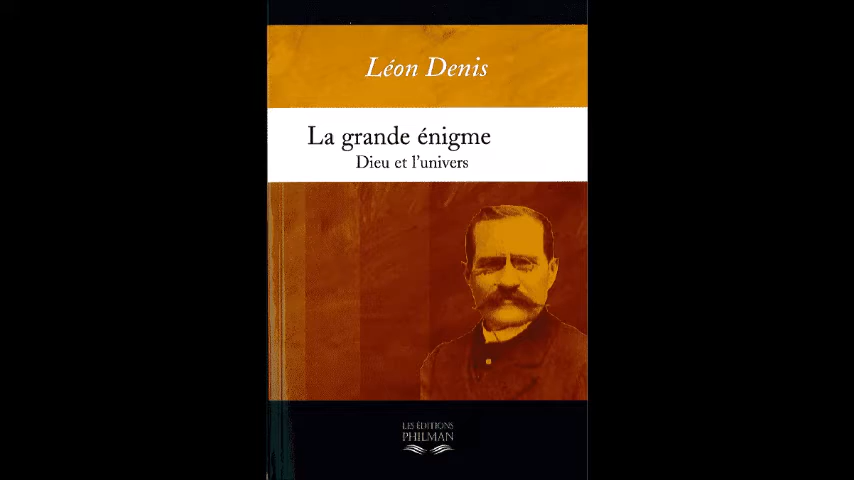 Léon Denis
La grande énigme
Dieu et l'univers
LES ÉDITIONS
PHILMAN